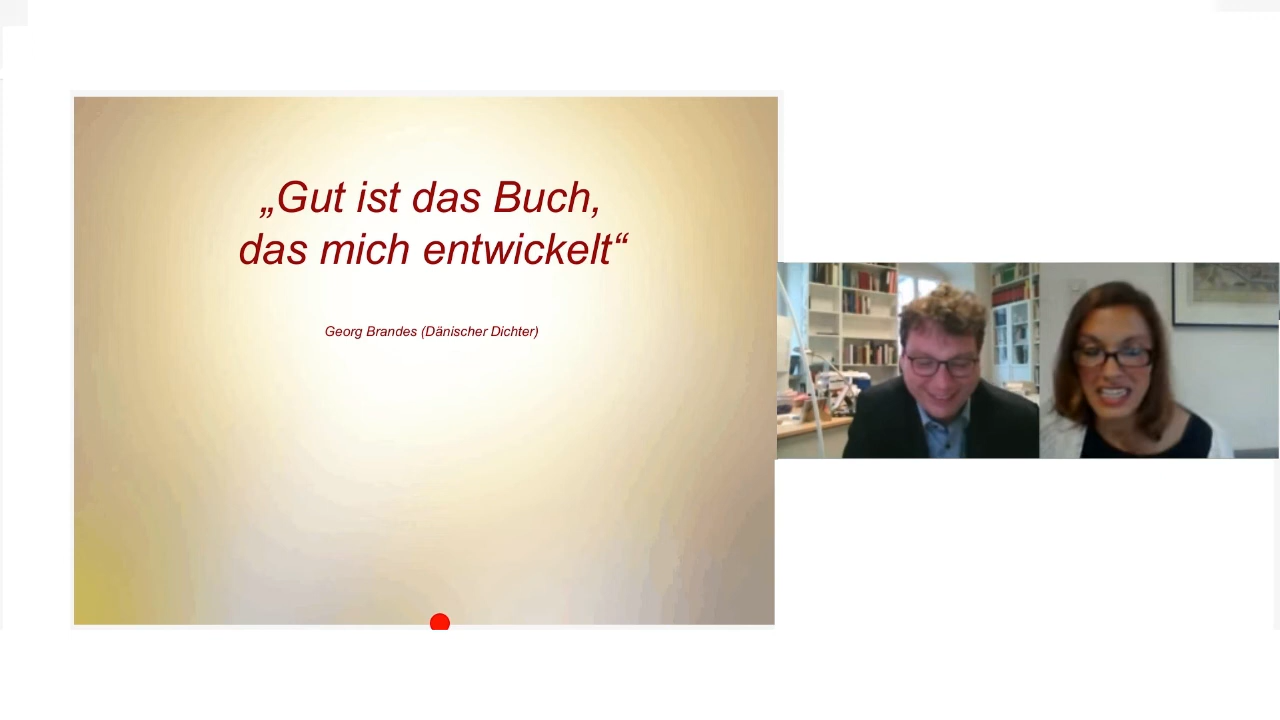 „Gut ist das Buch,
das mich entwickelt“
Georg Brandes (Dänischer Dichter)